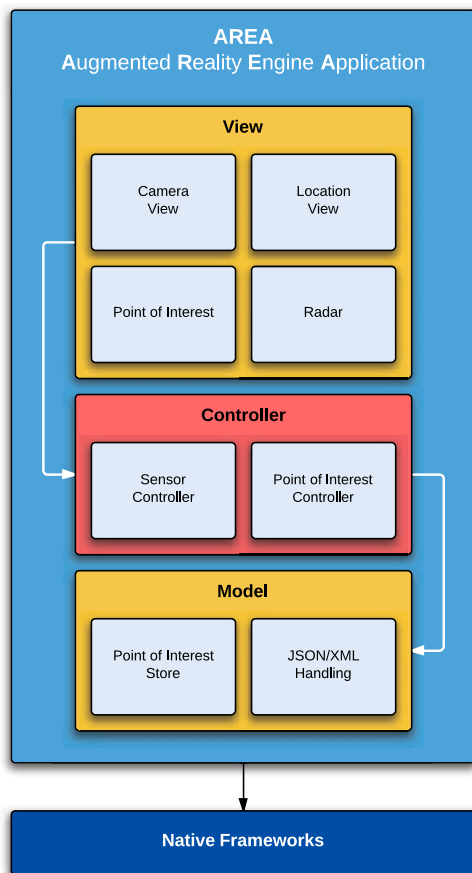 AREA
Augmented Reality Engine Application
View
Camera
View
Location
View
Point of Interest
Radar
Controller
Sensor
Controller
Point of Interest
Controller
Model
Point of Interest
Store
JSON/XML
Handling
Native Frameworks